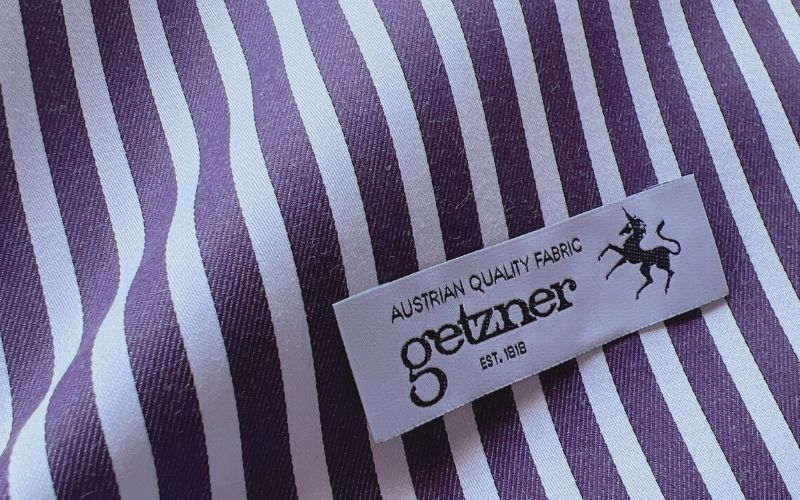 AUSTRIAN QUALITY FABRIC
getzner
EST. 1818